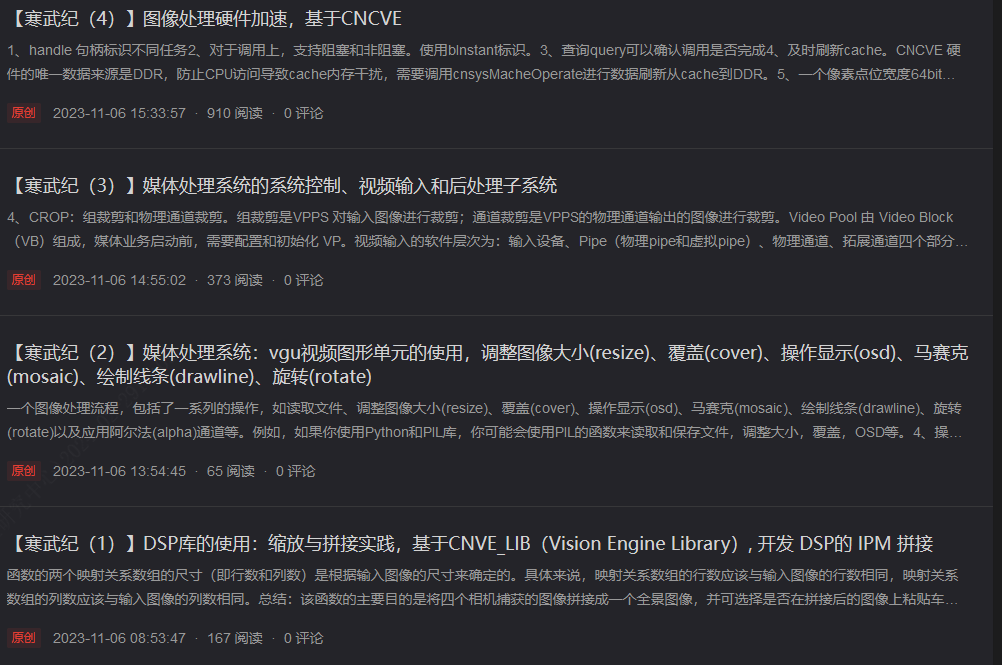 【寒武纪（4）】图像处理硬件加速，基于CNCVE
1、handle 句柄标识不同任务2、对于调用上，支持阻塞和非阻塞。使用bInstant标识。3、查询query可以确认调用是否完成4、及时刷新cache。CNCVE 硬
件的唯一数据来源是DDR，防止CPU访问导致cache内存干扰，需要调用cnsysMacheOperate进行数据刷新从cache到DDR。5、一个像素点位宽度64bit...
原创 2023-11-06 15:33:57 · 910 阅读 · 0 评论
【寒武纪（3）】媒体处理系统的系统控制、视频输入和后处理子系统
4、CROP：组裁剪和物理通道裁剪。组裁剪是VPPS 对输入图像进行裁剪；通道裁剪是VPPS的物理通道输出的图像进行裁剪。Video Pool 由 Video Block
（VB）组成，媒体业务启动前，需要配置和初始化 VP。视频输入的软件层次为：输入设备、Pipe（物理pipe和虚拟pipe）、物理通道、拓展通道四个部分...
原创 2023-11-06 14:55:02 · 373 阅读 · 0 评论
【寒武纪（2）】媒体处理系统：vgu视频图形单元的使用，调整图像大小(resize)、覆盖(cover)、操作显示(osd)、马赛克
(mosaic)、绘制线条(drawline)、旋转(rotate)
一个图像处理流程，包括了一系列的操作，如读取文件、调整图像大小(resize)、覆盖(cover)、操作显示(osd)、马赛克(mosaic)、绘制线条(drawline)、旋转
(rotate)以及应用阿尔法(alpha)通道等。例如，如果你使用Python和PIL库，你可能会使用PIL的函数来读取和保存文件，调整大小，覆盖，OSD等。4、操...
原创 2023-11-06 13:54:45 · 65 阅读 · 0 评论
【寒武纪（1）】DSP库的使用：缩放与拼接实践，基于CNVE_LIB（Vision Engine Library）, 开发 DSP的 IPM 拼接
函数的两个映射关系数组的尺寸（即行数和列数）是根据输入图像的尺寸来确定的。具体来说，映射关系数组的行数应该与输入图像的行数相同，映射关系
数组的列数应该与输入图像的列数相同。总结：该函数的主要目的是将四个相机捕获的图像拼接成一个全景图像，并可选择是否在拼接后的图像上粘贴车...
原创 2023-11-06 08:53:47 · 167 阅读 · 0 评论